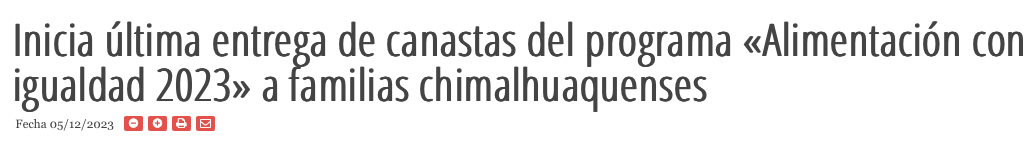 Inicia última entrega de canastas del programa «Alimentación con
igualdad 2023» a familias chimalhuaquenses
Fecha 05/12/2023